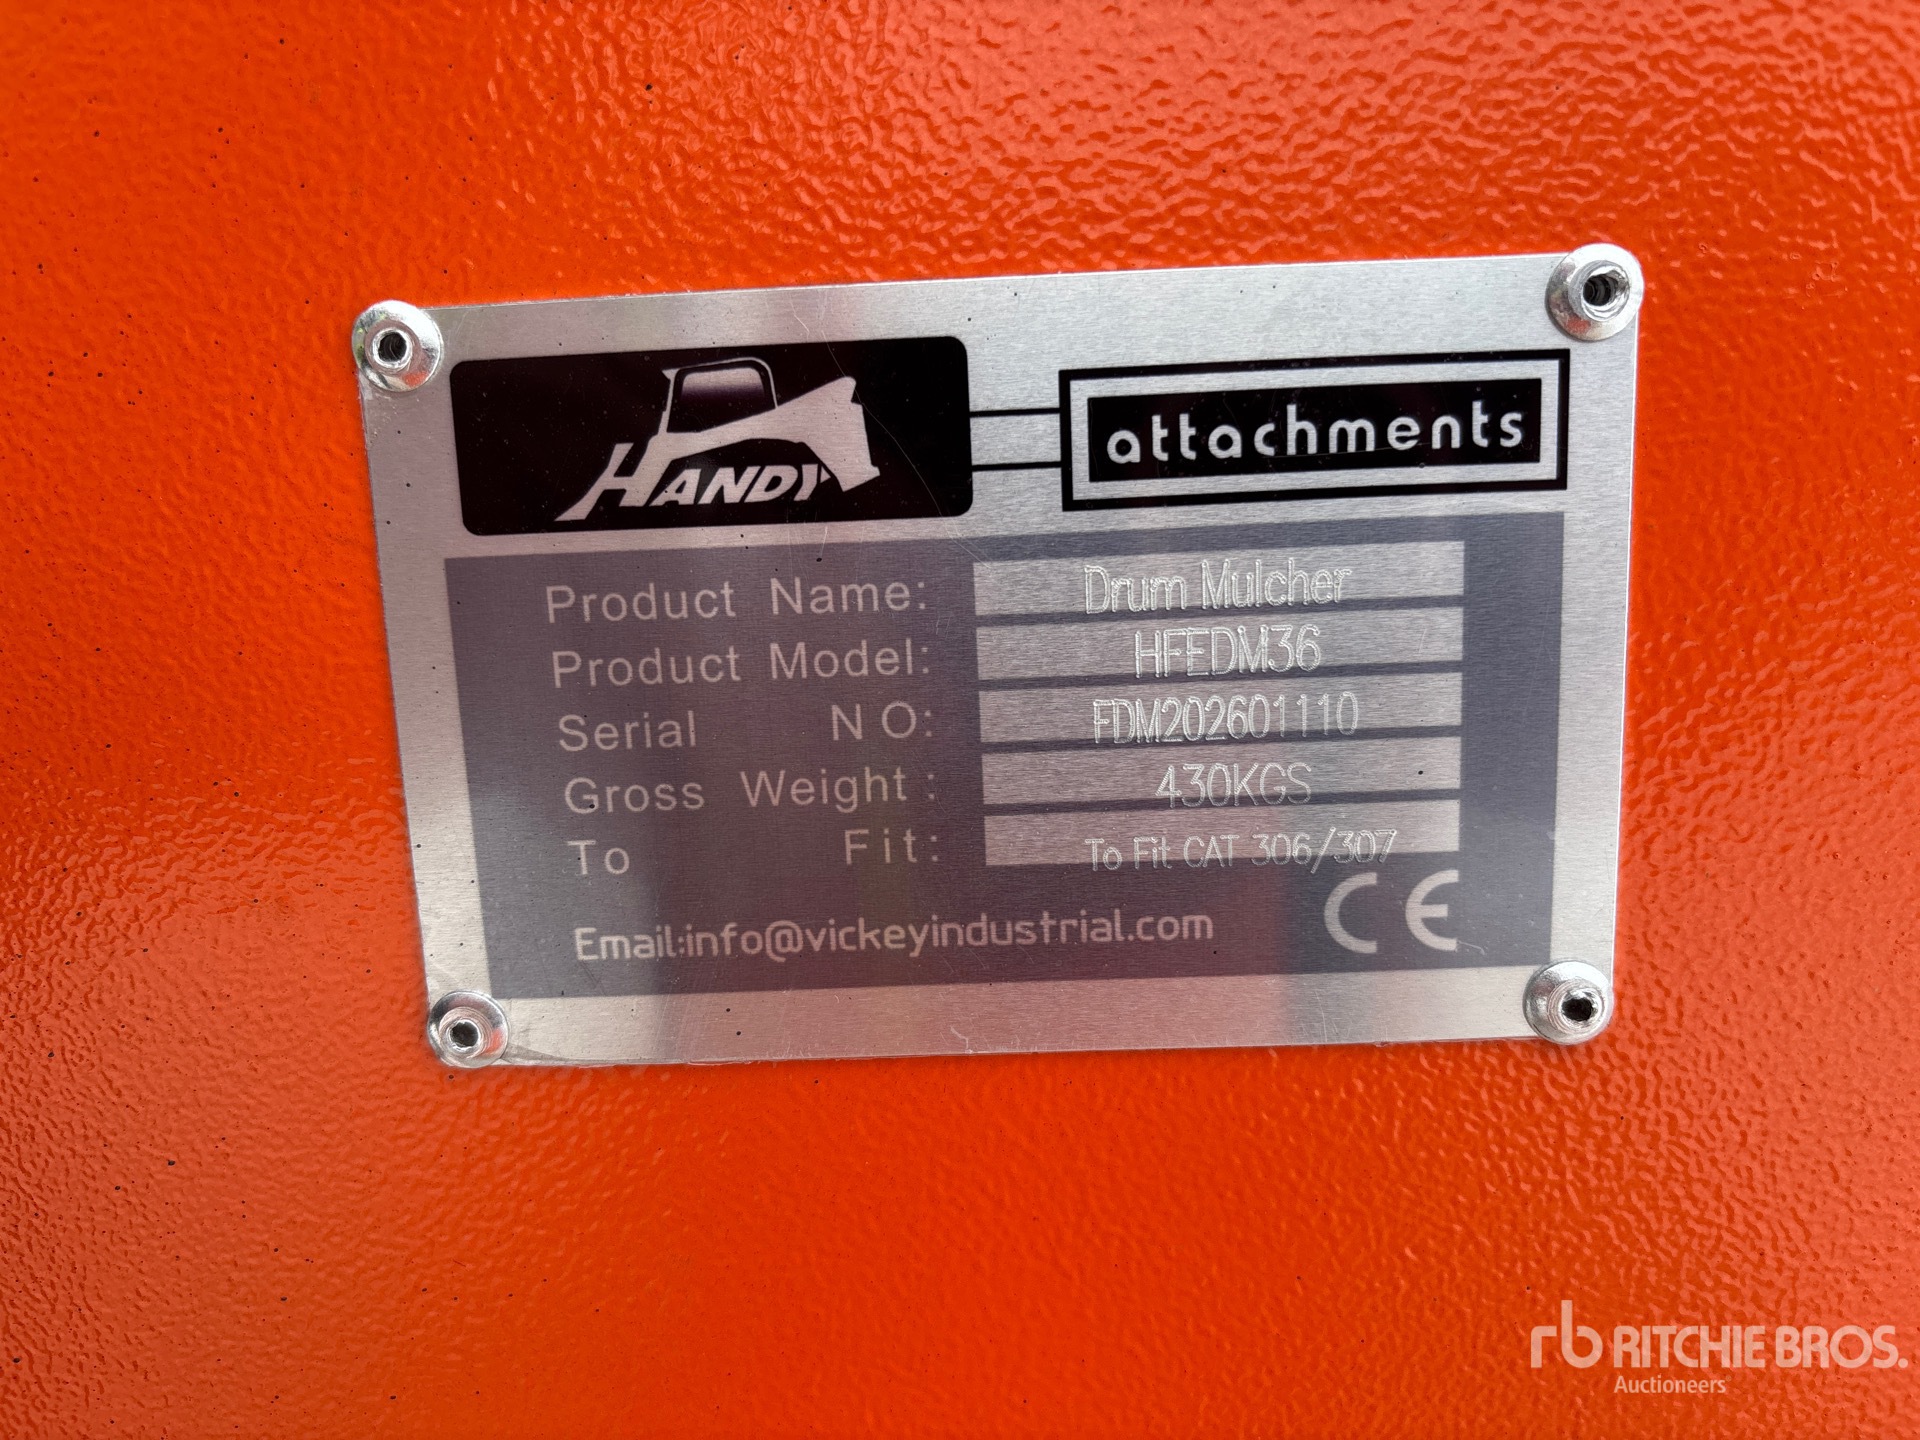 HANDY attachments
Product Name: Drum Mulcher
Product Model: HFEDM36
Serial NO: FDM202601110
Gross Weight: 430KGS
To Fit: To Fit CAT 306/307
Email:info@vickeyindustrial.com CE
rb RITCHIE BROS.
Auctioneers